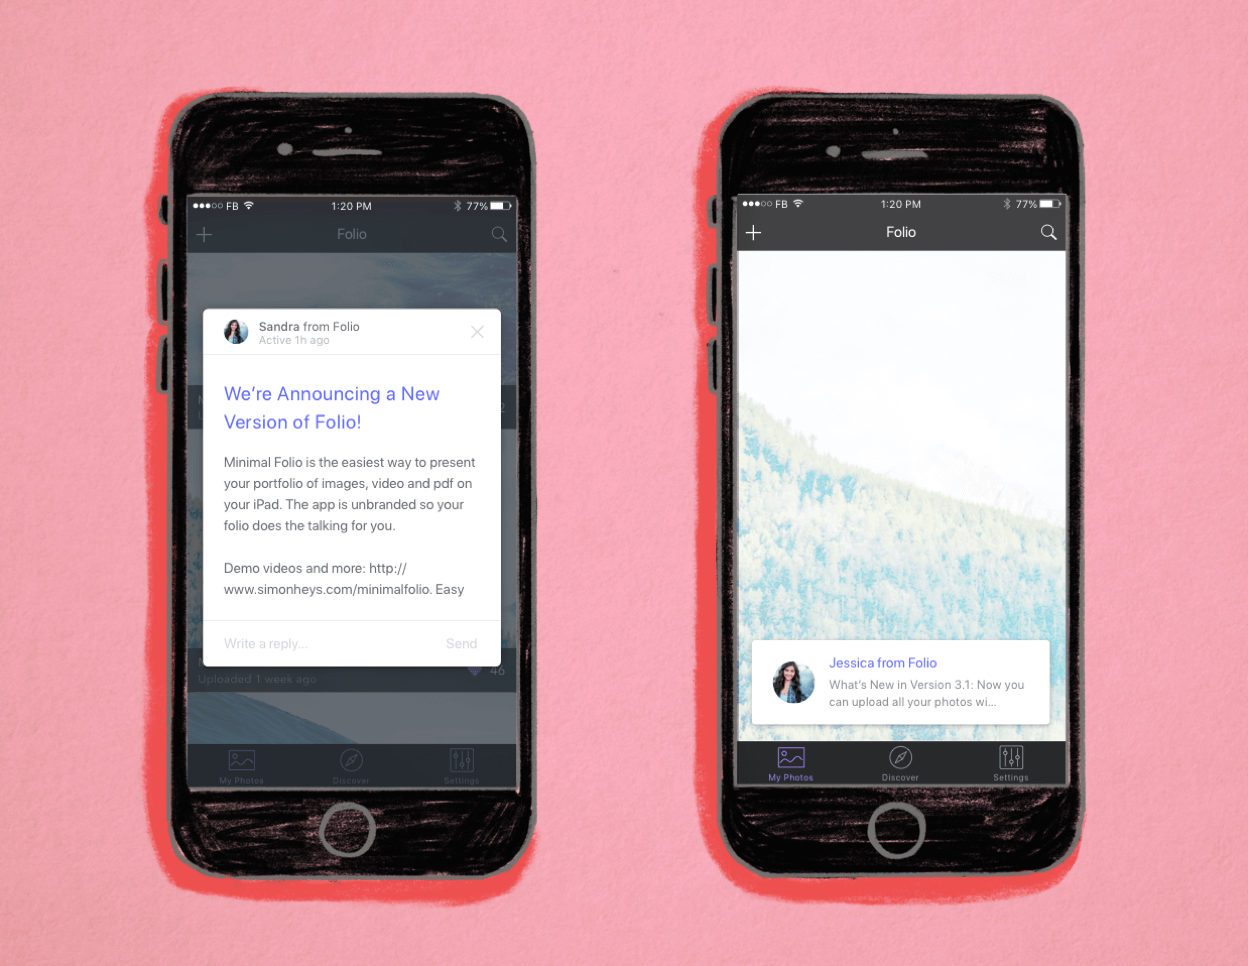 FB
1:20 PM
77%
Folio
Sandra from Folio
Active 1h ago
We're Announcing a New
Version of Folio!
Minimal Folio is the easiest way to present
your portfolio of images, video and pdf on
your iPad. The app is unbranded so your
folio does the talking for you.
Demo videos and more: http://
www.simonheys.com/minimalfolio. Easy
Write a reply...
Send
46
Uploaded 1 week ago
My Photos
Discover
Settings
FB
1:20 PM
77%
Folio
Jessica from Folio
What's New in Version 3.1: Now you
can upload all your photos wi...
My Photos
Discover
Settings